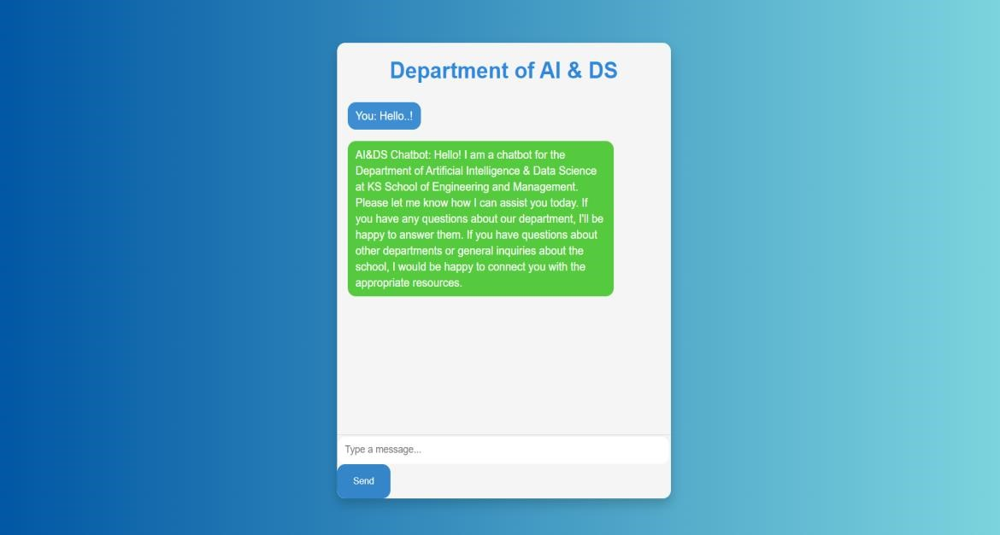 Department of AI & DS
You: Hello..!
AI&DS Chatbot: Hello! I am a chatbot for the
Department of Artificial Intelligence & Data Science
at KS School of Engineering and Management.
Please let me know how I can assist you today. If
you have any questions about our department, I'll be
happy to answer them. If you have questions about
other departments or general inquiries about the
school, I would be happy to connect you with the
appropriate resources.
Type a message...
Send